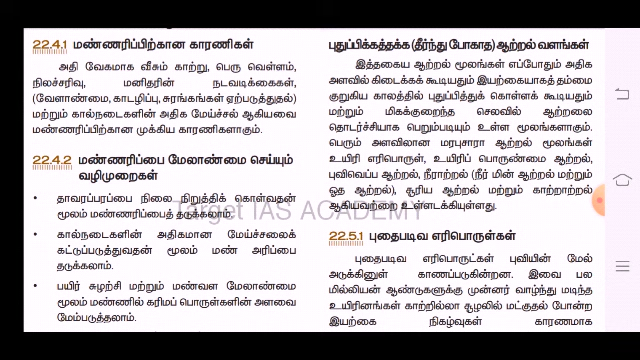 22.4.1 மண்ணரிப்பிற்கான காரணிகள்
அதி வேகமாக வீசும் காற்று, பெரு வெள்ளம்,
நிலச்சரிவு, மனிதரின் நடவடிக்கைகள்,
(வேளாண்மை, காடழிப்பு, சுரங்கங்கள் ஏற்படுத்துதல்)
மற்றும் கால்நடைகளின் அதிக மேய்ச்சல் ஆகியவை
மண்ணரிப்பிற்கான முக்கிய காரணிகளாகும்.
22.4.2 மண்ணரிப்பை மேலாண்மை செய்யும்
வழிமுறைகள்
• தாவரப்பரப்பை நிலை நிறுத்திக் கொள்வதன்
மூலம் மண்ணரிப்பைத் தடுக்கலாம்.
• கால்நடைகளின் அதிகமான மேய்ச்சலைக்
கட்டுப்படுத்துவதன் மூலம் மண் அரிப்பை
தடுக்கலாம்.
• பயிர் சுழற்சி மற்றும் மண்வள மேலாண்மை
மூலம் மண்ணில் கரிமப் பொருள்களின் அளவை
மேம்படுத்தலாம்.
புதுப்பிக்கத்தக்க (தீர்ந்து போகாத) ஆற்றல் வளங்கள்
இத்தகைய ஆற்றல் மூலங்கள் எப்போதும் அதிக
அளவில் கிடைக்கக் கூடியதும் இயற்கையாகத் தம்மை
குறுகிய காலத்தில் புதுப்பித்துக் கொள்ளக் கூடியதும்
மற்றும் மிகக்குறைந்த செலவில் ஆற்றலை
தொடர்ச்சியாக பெறும்படியும் உள்ள மூலங்களாகும்.
பெரும் அளவிலான மரபுசாரா ஆற்றல் மூலங்கள்
உயிரி எரிபொருள், உயிரிப் பொருண்மை ஆற்றல்,
புவிவெப்ப ஆற்றல், நீராற்றல் (நீர் மின் ஆற்றல் மற்றும்
ஓத ஆற்றல்), சூரிய ஆற்றல் மற்றும் காற்றாற்றல்
ஆகியவற்றை உள்ளடக்கியுள்ளது.
22.5.1 புதைபடிவ எரிபொருள்கள்
புதைபடிவ எரிபொருட்கள் புவியின் மேல்
அடுக்கினுள் காணப்படுகின்றன. இவை பல
மில்லியன் ஆண்டுகளுக்கு முன்னர் வாழ்ந்து மடிந்த
உயிரினங்கள் காற்றில்லா சூழலில் மட்குதல் போன்ற
இயற்கை நிகழ்வுகள் காரணமாக
Target IAS ACADEMY